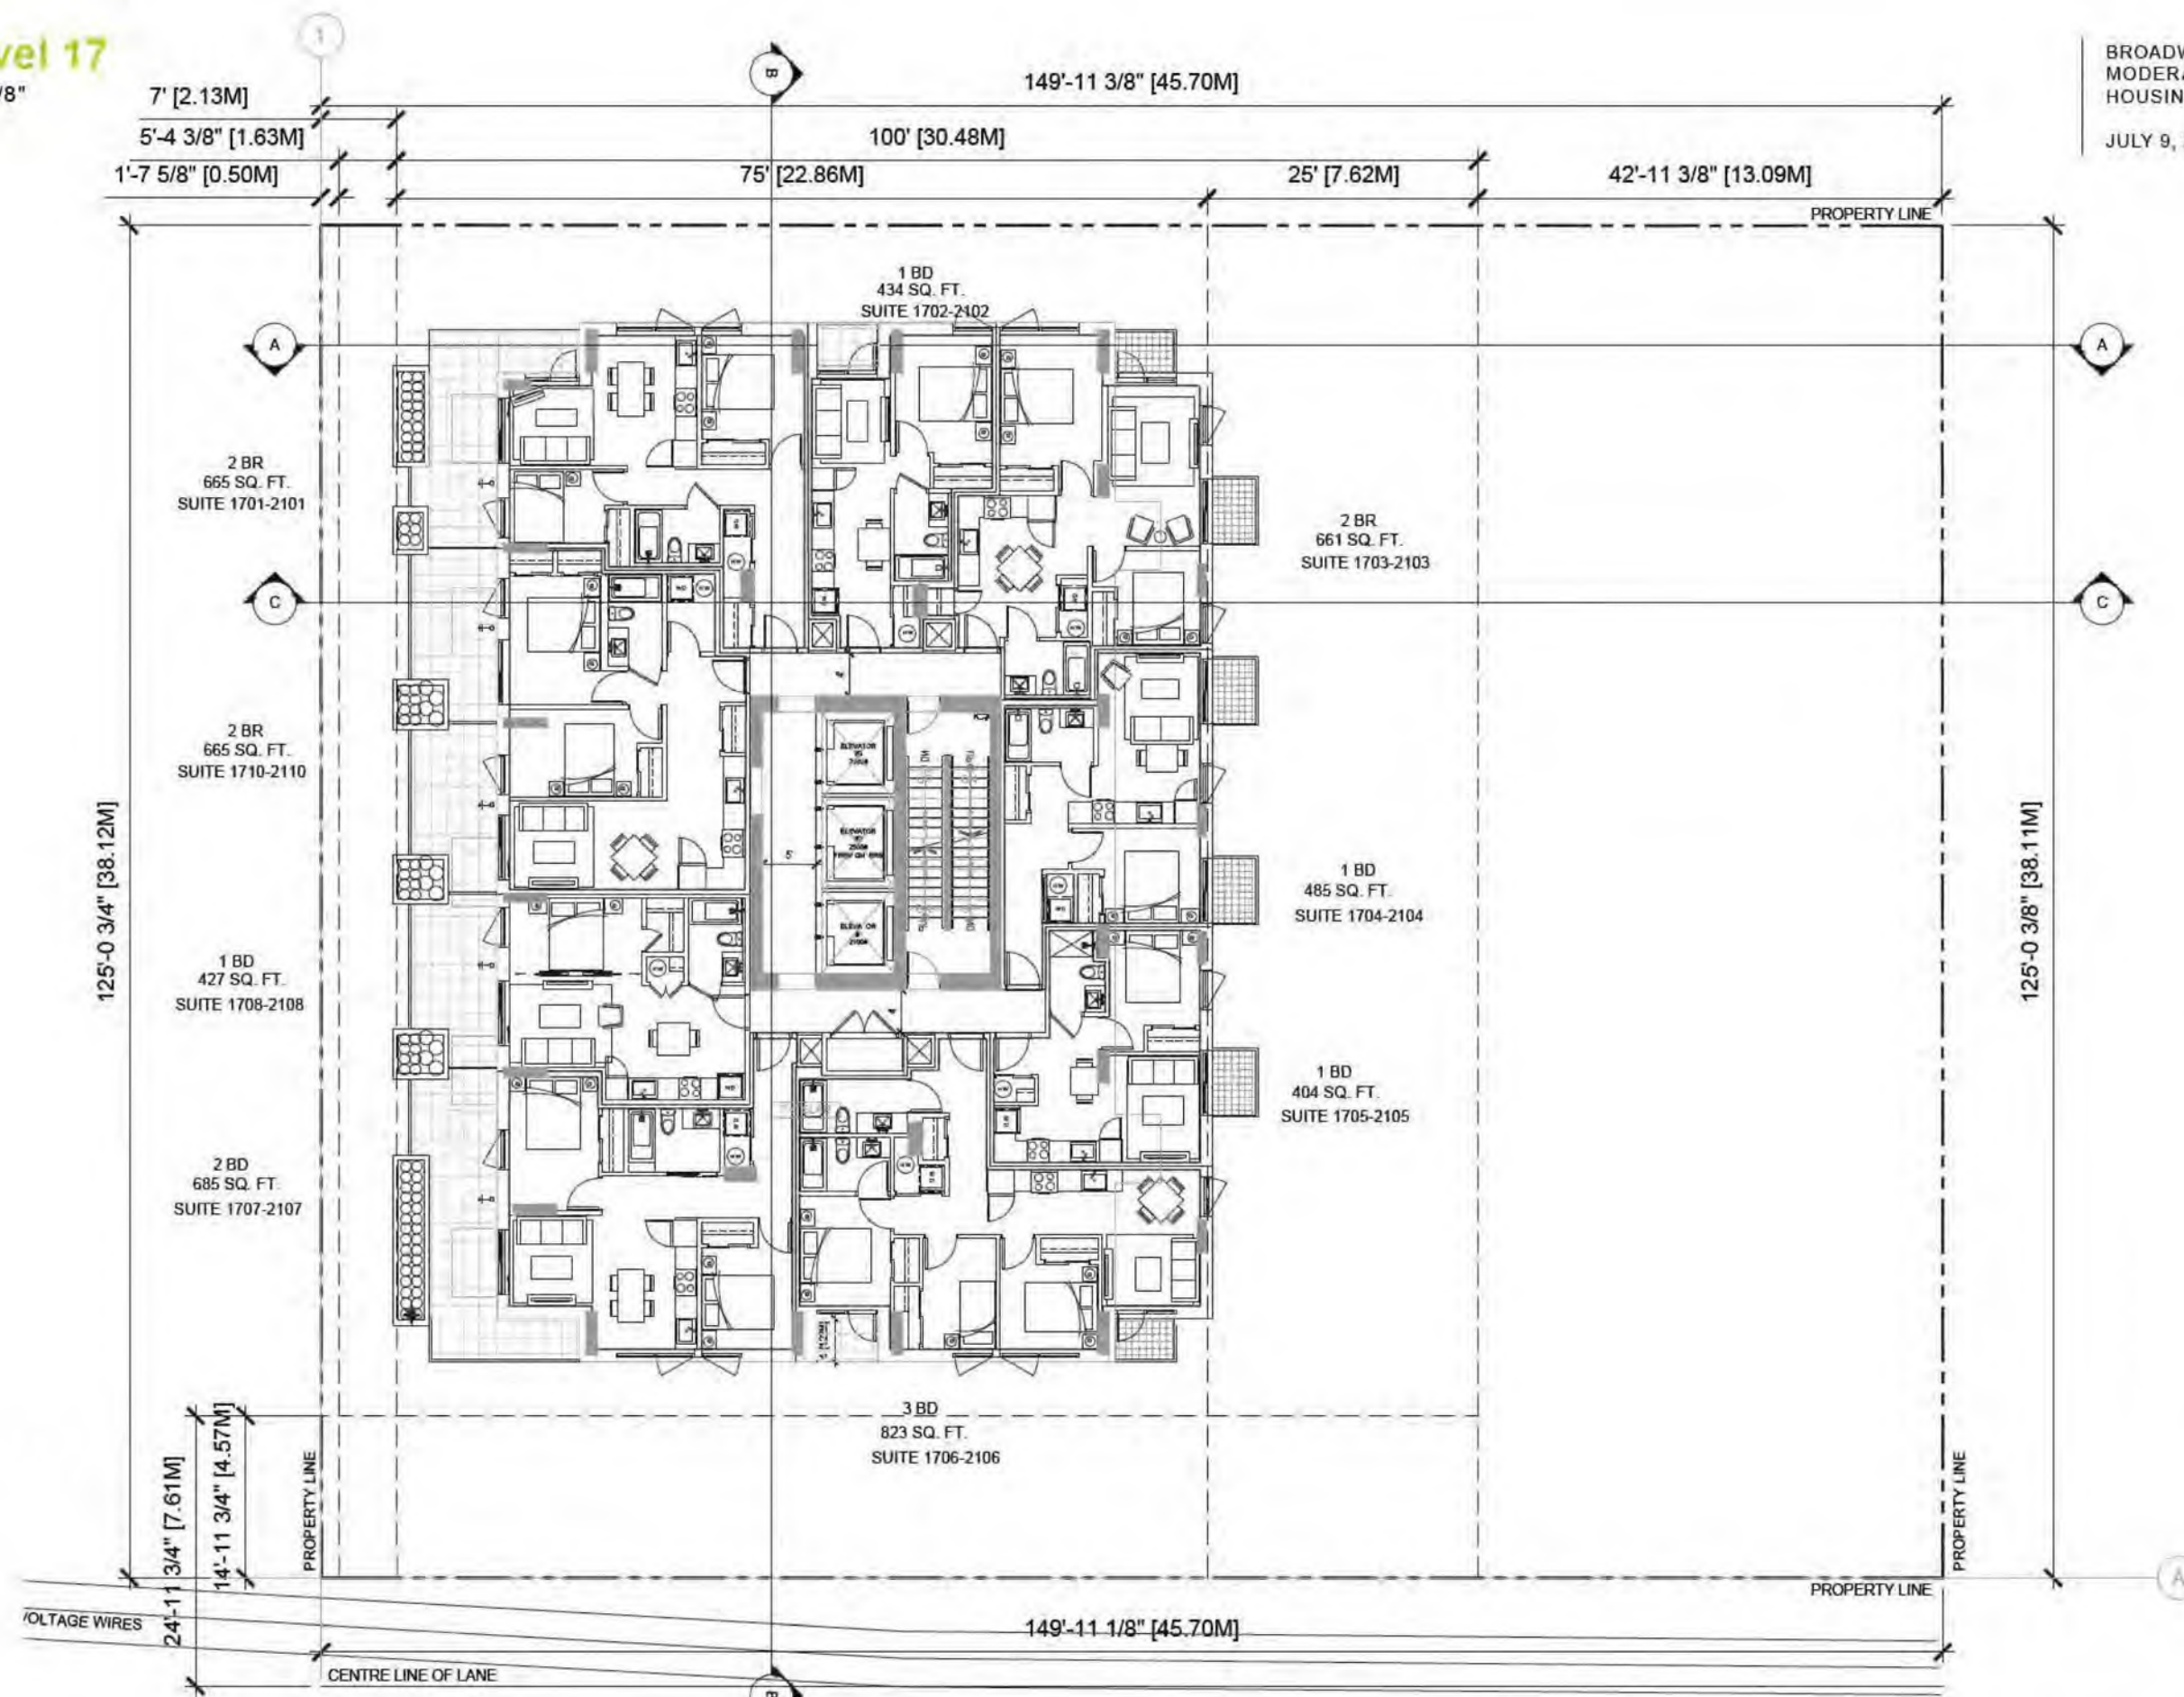 vel 17
/8"
1
B
BROADW
MODERA
HOUSIN
JULY 9,
7' [2.13M]
149'-11 3/8" [45.70M]
5'-4 3/8" [1.63M]
100' [30.48M]
1'-7 5/8" [0.50M]
75' [22.86M]
25' [7.62M]
42'-11 3/8" [13.09M]
PROPERTY LINE
1 BD
434 SQ. FT.
SUITE 1702-2102
A
A
2 BR
665 SQ. FT.
SUITE 1701-2101
2 BR
661 SQ. FT.
SUITE 1703-2103
C
C
2 BR
665 SQ. FT.
SUITE 1710-2110
ELEVATOR
ELEVATOR
5'
125'-0 3/4" [38.12M]
125'-0 3/8" [38.11M]
1 BD
485 SQ. FT.
SUITE 1704-2104
1 BD
427 SQ. FT.
SUITE 1708-2108
1 BD
404 SQ. FT.
SUITE 1705-2105
2 BD
685 SQ. FT.
SUITE 1707-2107
3 BD
823 SQ. FT.
SUITE 1706-2106
14'-11 3/4" [4.57M]
24'-11 3/4" [7.61M]
PROPERTY LINE
PROPERTY LINE
PROPERTY LINE
A
/OLTAGE WIRES
149'-11 1/8" [45.70M]
CENTRE LINE OF LANE
B